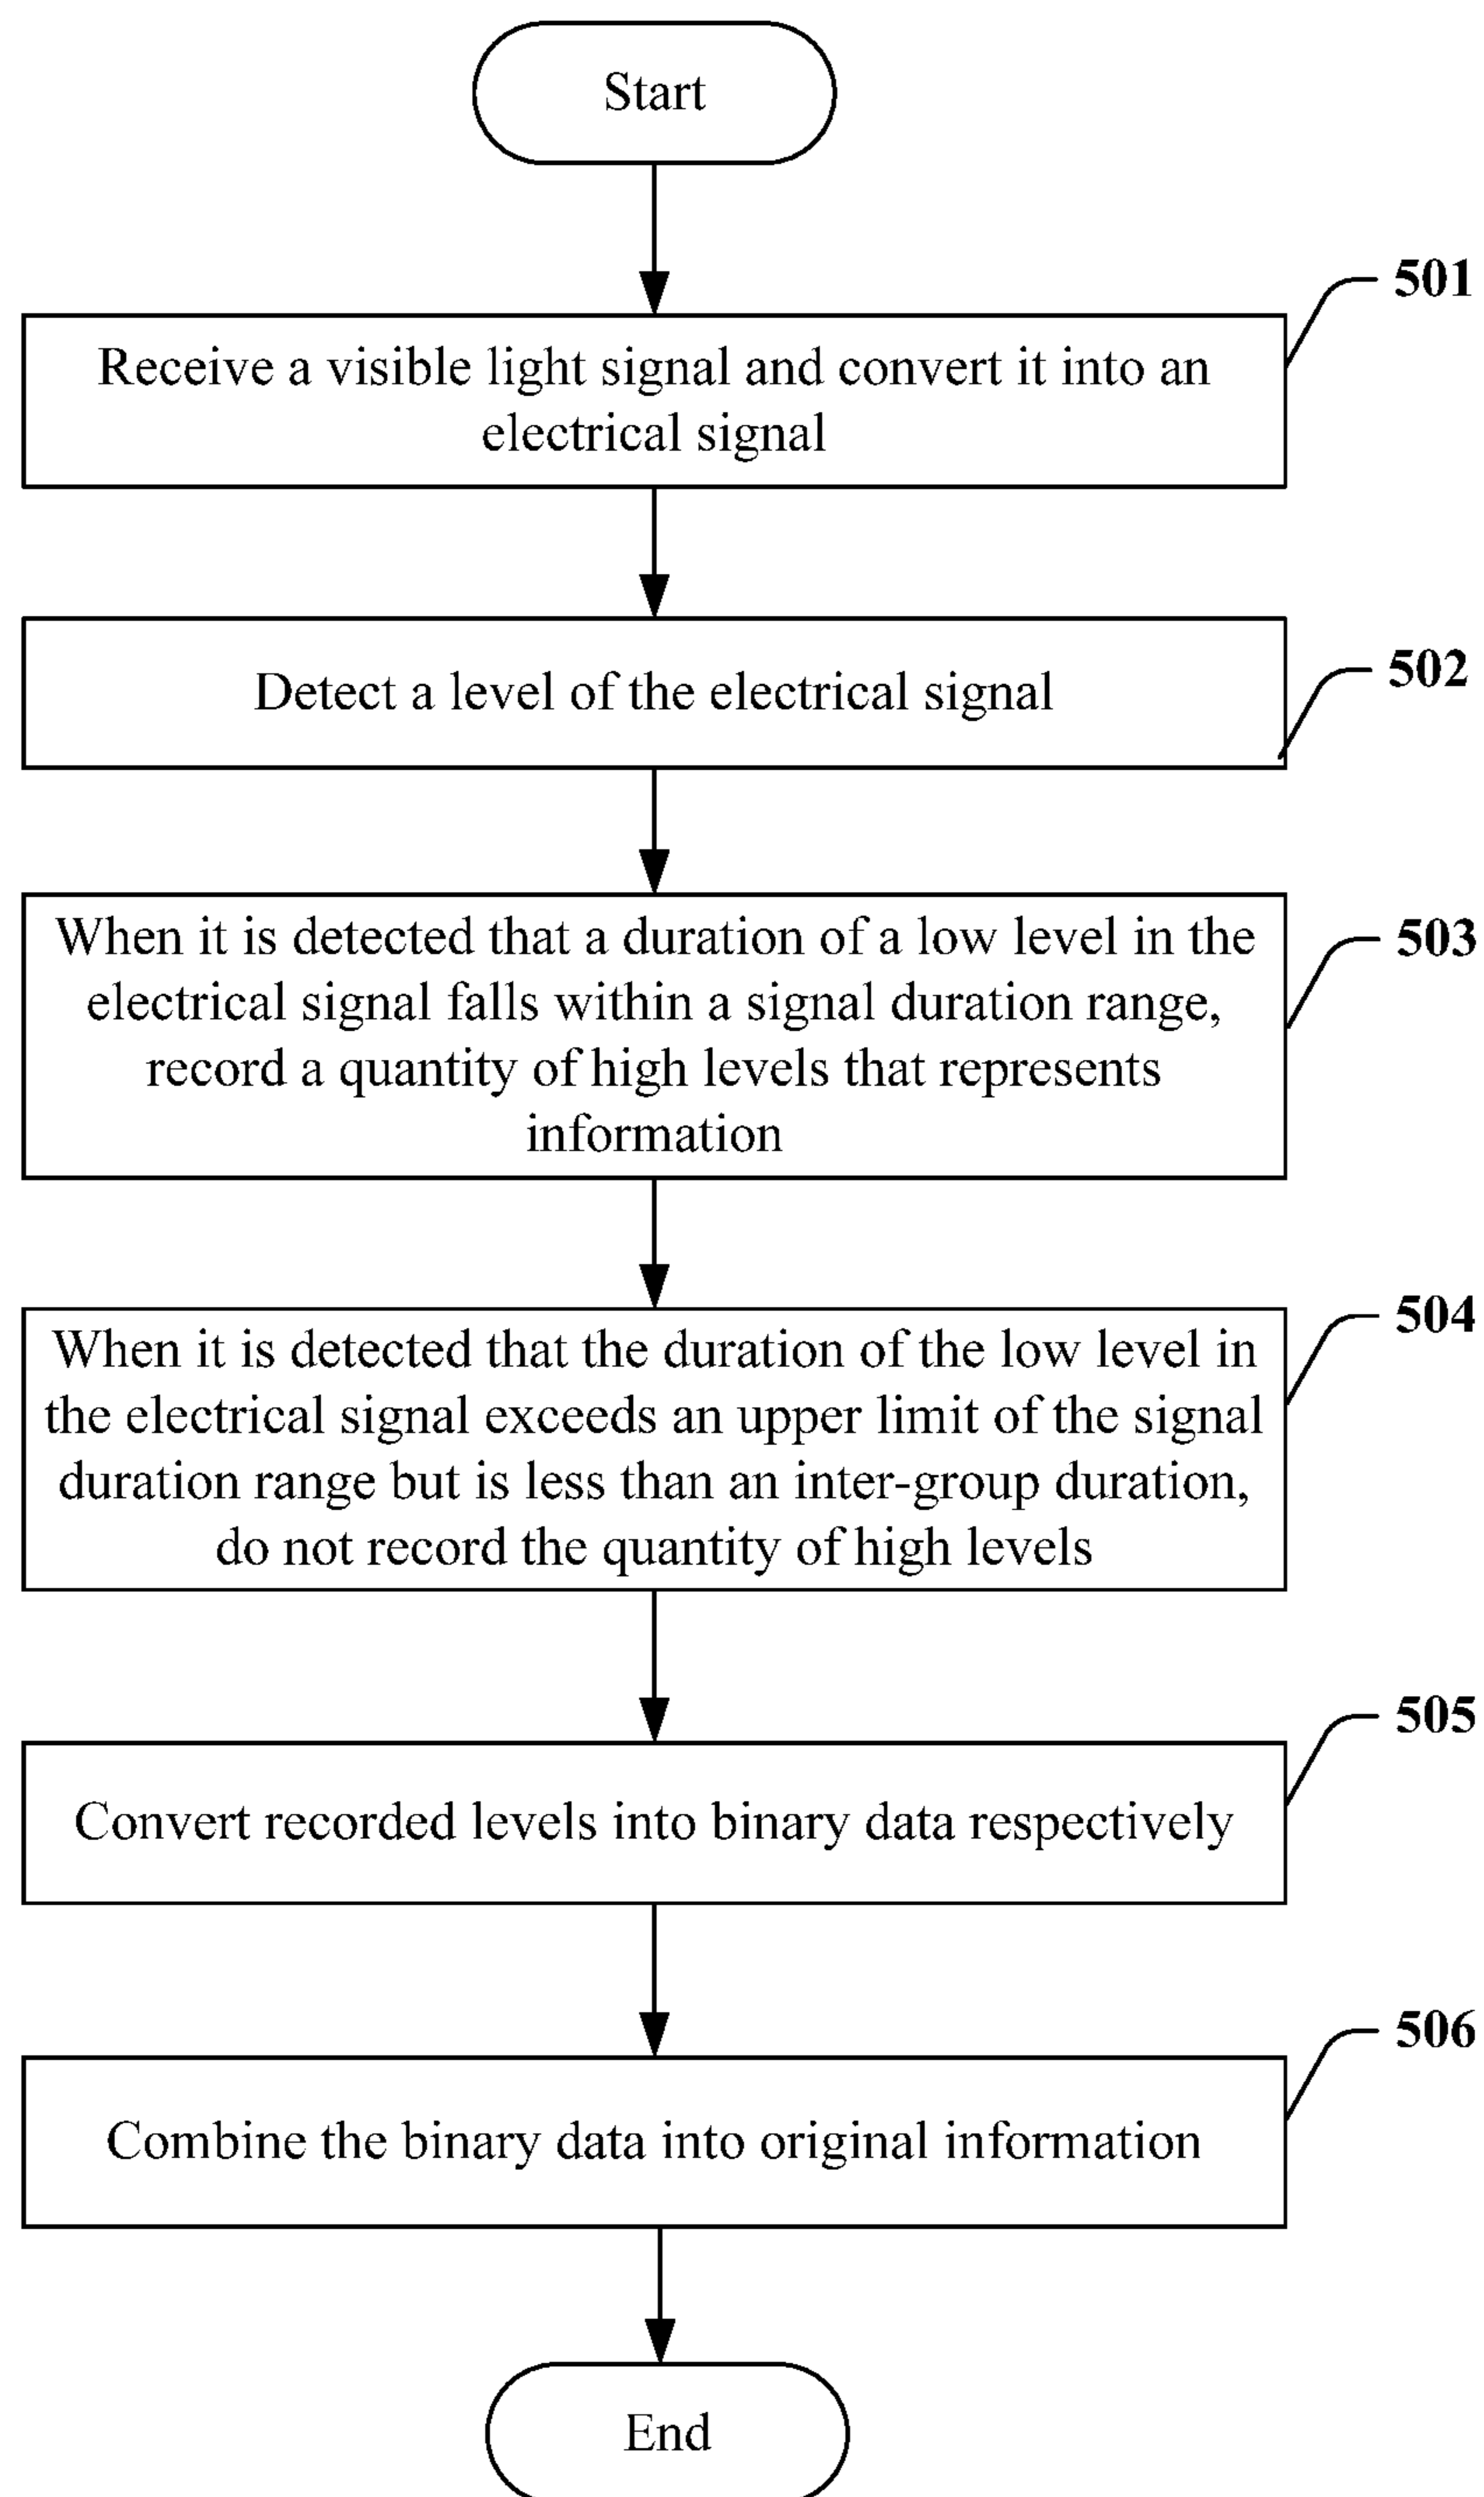 Start
501
Receive a visible light signal and convert it into an
electrical signal
502
Detect a level of the electrical signal
503
When it is detected that a duration of a low level in the
electrical signal falls within a signal duration range,
record a quantity of high levels that represents
information
504
When it is detected that the duration of the low level in
the electrical signal exceeds an upper limit of the signal
duration range but is less than an inter-group duration,
do not record the quantity of high levels
505
Convert recorded levels into binary data respectively
506
Combine the binary data into original information
End